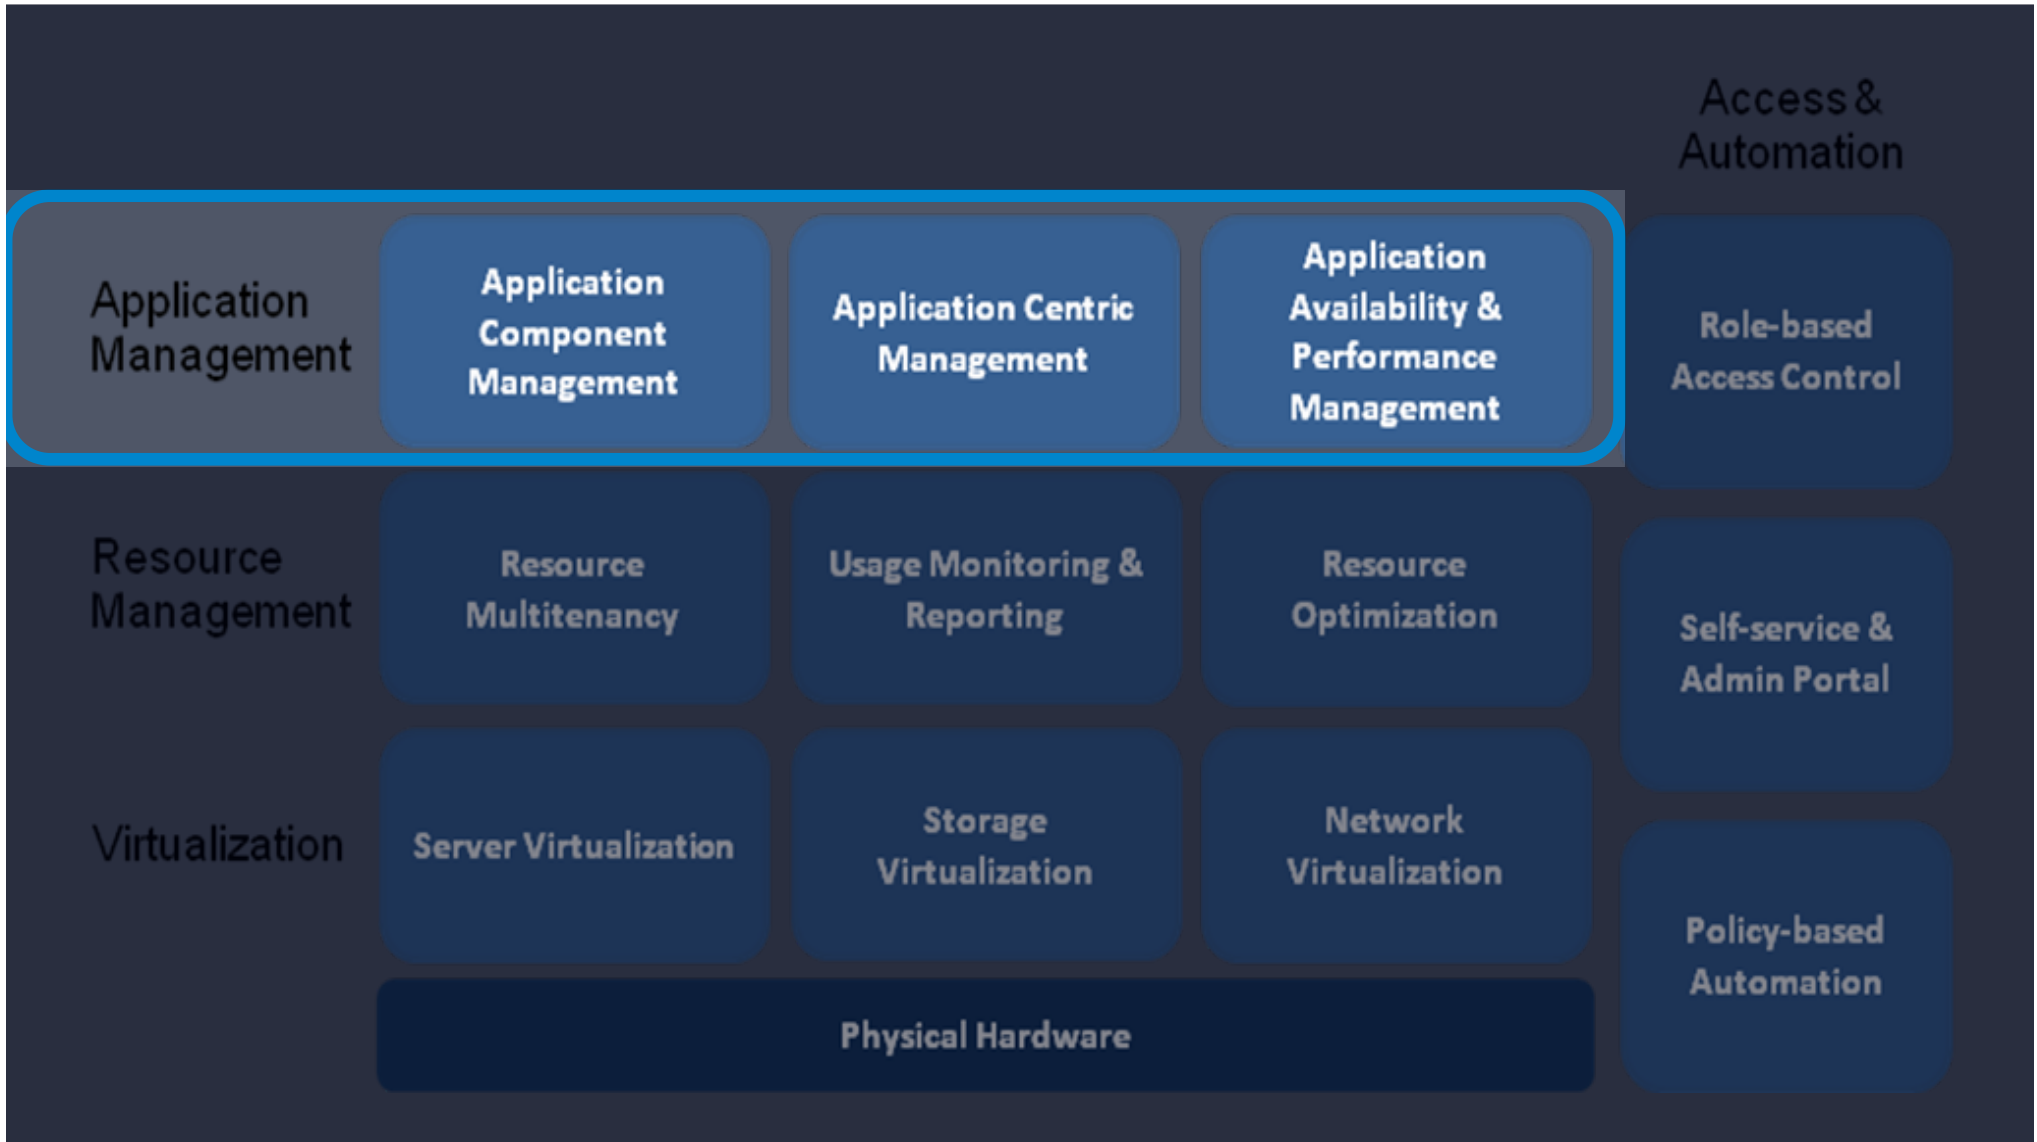 Access &
Automation
Application
Management
Application
Component
Management
Application Centric
Management
Application
Availability &
Performance
Management
Role-based
Access Control
Resource
Management
Resource
Multitenancy
Usage Monitoring &
Reporting
Resource
Optimization
Self-service &
Admin Portal
Virtualization
Server Virtualization
Storage
Virtualization
Network
Virtualization
Policy-based
Automation
Physical Hardware